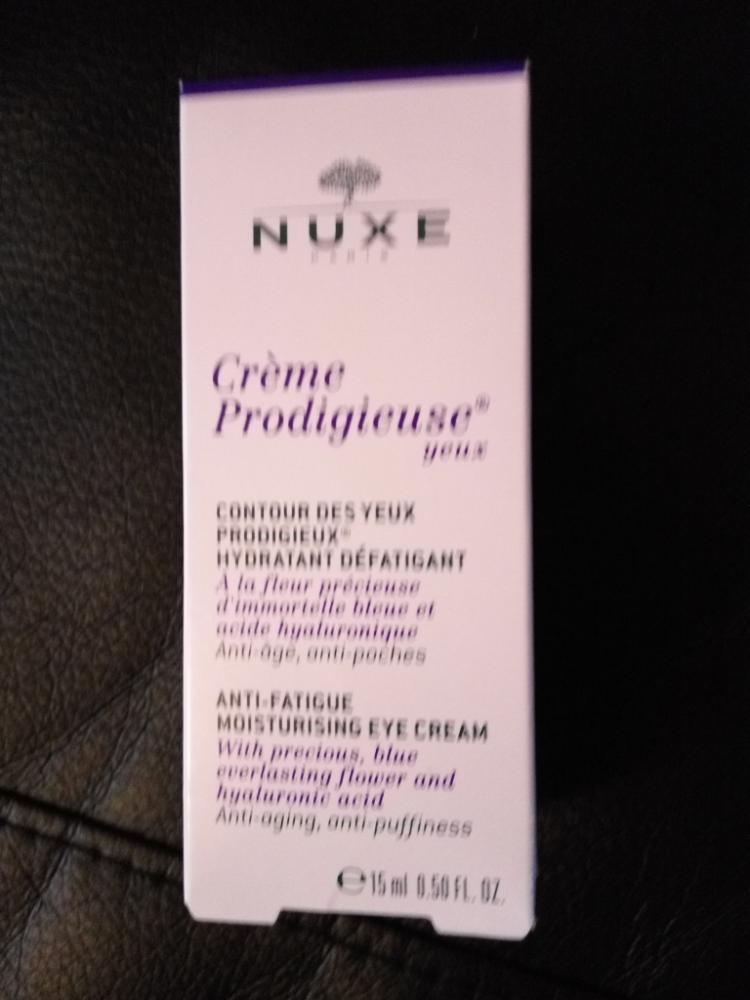 NUXE
PARIS
Crème
Prodigieuse®
yeux
CONTOUR DES YEUX
PRODIGIEUX®
HYDRATANT DÉFATIGANT
À la fleur précieuse
d'immortelle bleue et
acide hyaluronique
Anti-âge, anti-poches
ANTI-FATIGUE
MOISTURISING EYE CREAM
With precious, blue
everlasting flower and
hyaluronic acid
Anti-aging, anti-puffiness
℮ 15 ml 0.50 FL. OZ.